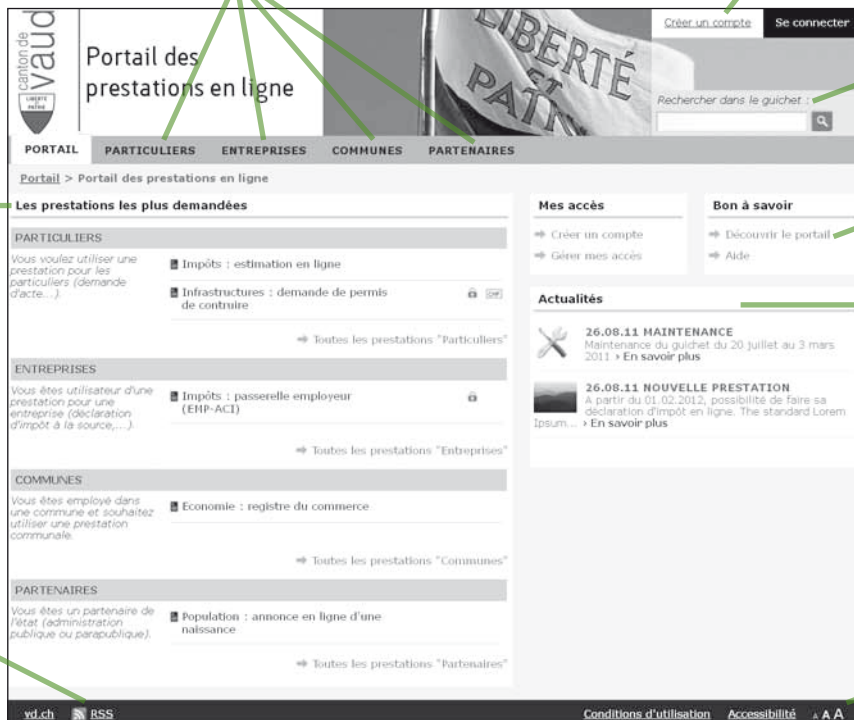 canton de
vaud
LIBERTÉ
ET
PATRIE
Portail des
prestations en ligne
LIBERTÉ
ET
PATRI
Créer un compte
Se connecter
Rechercher dans le guichet :
PORTAIL PARTICULIERS ENTREPRISES COMMUNES PARTENAIRES
Portail > Portail des prestations en ligne
Les prestations les plus demandées
PARTICULIERS
Vous voulez utiliser une
prestation pour les
particuliers (demande
d'acte...).
Impôts : estimation en ligne
Infrastructures : demande de permis
de contruire
CHF
⇒ Toutes les prestations "Particuliers"
ENTREPRISES
Vous êtes utilisateur d'une
prestation pour une
entreprise (déclaration
d'impôt à la source,...).
Impôts : passerelle employeur
(EMP-ACI)
⇒ Toutes les prestations "Entreprises"
COMMUNES
Vous êtes employé dans
une commune et souhaitez
utiliser une prestation
communale.
Economie : registre du commerce
⇒ Toutes les prestations "Communes"
PARTENAIRES
Vous êtes un partenaire de
l'état (administration
publique ou parapublique).
Population : annonce en ligne d'une
naissance
⇒ Toutes les prestations "Partenaires"
Mes accès
⇒ Créer un compte
⇒ Gérer mes accès
Bon à savoir
⇒ Découvrir le portail
⇒ Aide
Actualités
26.08.11 MAINTENANCE
Maintenance du guichet du 20 juillet au 3 mars
2011 › En savoir plus
26.08.11 NOUVELLE PRESTATION
A partir du 01.02.2012, possibilité de faire sa
déclaration d'impôt en ligne. The standard Lorem
Ipsum... › En savoir plus
vd.ch RSS Conditions d'utilisation Accessibilité A A A